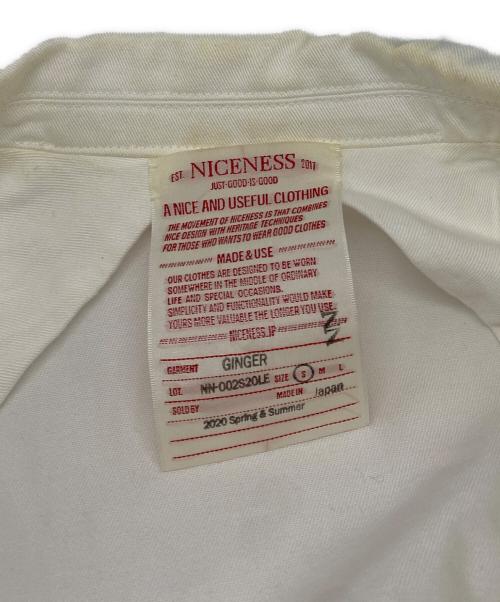 EST. NICENESS 2017
JUST-GOOD-IS-GOOD
A NICE AND USEFUL CLOTHING
THE MOVEMENT OF NICENESS IS THAT COMBINES
NICE DESIGN WITH HERITAGE TECHNIQUES
FOR THOSE WHO WANTS TO WEAR GOOD CLOTHES
MADE & USE
OUR CLOTHES ARE DESIGNED TO BE WORN
SOMEWHERE IN THE MIDDLE OF ORDINARY
LIFE AND SPECIAL OCCASIONS.
SIMPLICITY AND FUNCTIONALITY WOULD MAKE
YOURS MORE VALUABLE THE LONGER YOU USE.
NICENESS.JP
GARMENT GINGER
LOT. NN-002S20LE SIZE S M L
SOLD BY MADE IN Japan
2020 Spring & Summer